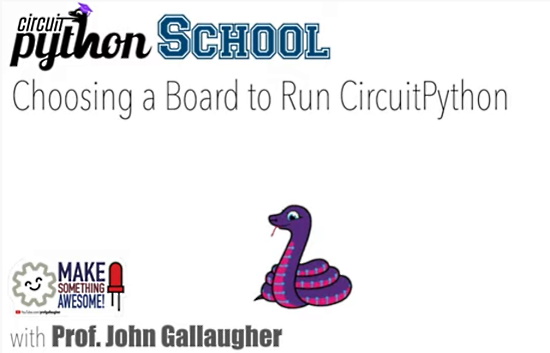 circuit
python SCHOOL
Choosing a Board to Run CircuitPython
MAKE
SOMETHING
AWESOME!
with Prof. John Gallaugher